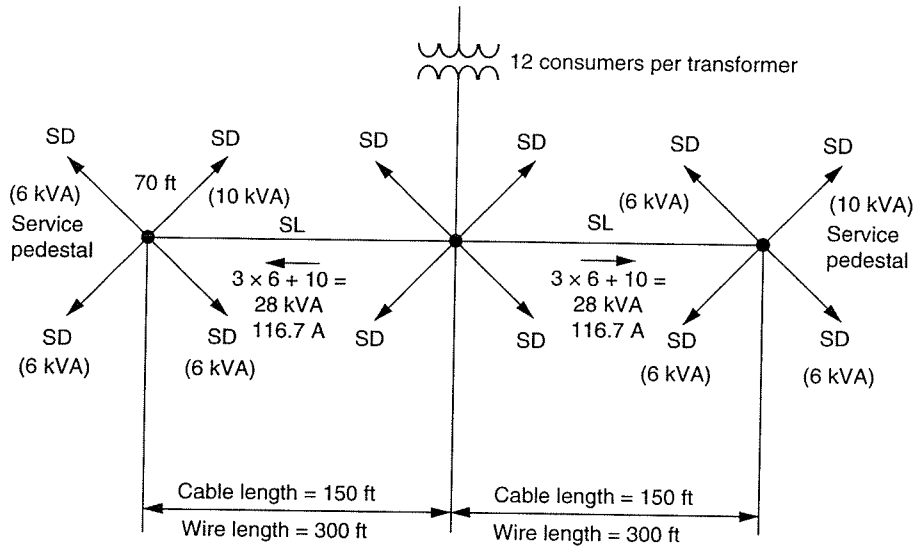 12 consumers per transformer
SD
SD
SD
SD
SD
SD
(6 kVA)
70 ft
(10 kVA)
(6 kVA)
(10 kVA)
Service
pedestal
SL
SL
Service
pedestal
3 × 6 + 10 =
28 kVA
116.7 A
3 × 6 + 10 =
28 kVA
116.7 A
SD
(6 kVA)
SD
(6 kVA)
SD
SD
SD
(6 kVA)
SD
(6 kVA)
Cable length = 150 ft
Wire length = 300 ft
Cable length = 150 ft
Wire length = 300 ft